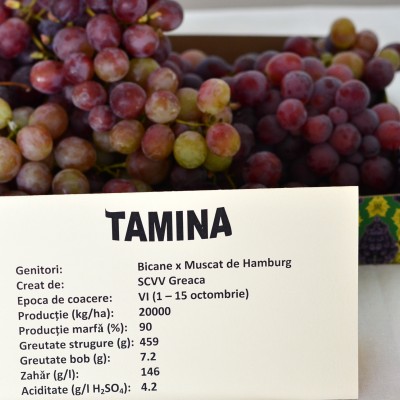 TAMINA
Genitori: Bicane x Muscat de Hamburg
Creat de: SCVV Greaca
Epoca de coacere: VI (1 – 15 octombrie)
Producție (kg/ha): 20000
Producție marfă (%): 90
Greutate strugure (g): 459
Greutate bob (g): 7.2
Zahăr (g/l): 146
Aciditate (g/l H₂SO₄): 4.2